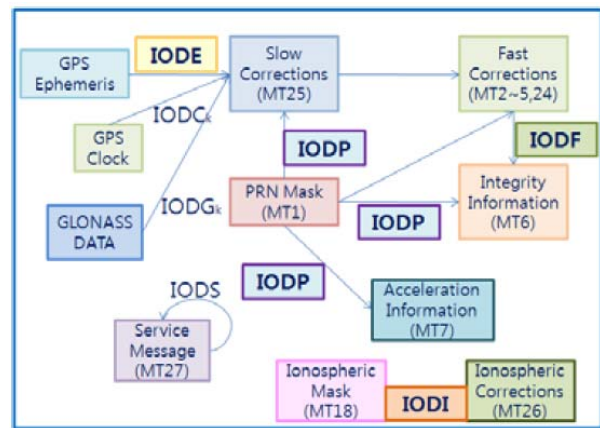 GPS
Ephemeris
IODE
Slow
Corrections
(MT25)
Fast
Corrections
(MT2~5,24)
IODCk
GPS
Clock
IODP
IODF
IODGk
GLONASS
DATA
PRN Mask
(MT1)
IODP
Integrity
Information
(MT6)
IODP
IODS
Acceleration
Information
(MT7)
Service
Message
(MT27)
Ionospheric
Mask
(MT18)
IODI
Ionospheric
Corrections
(MT26)